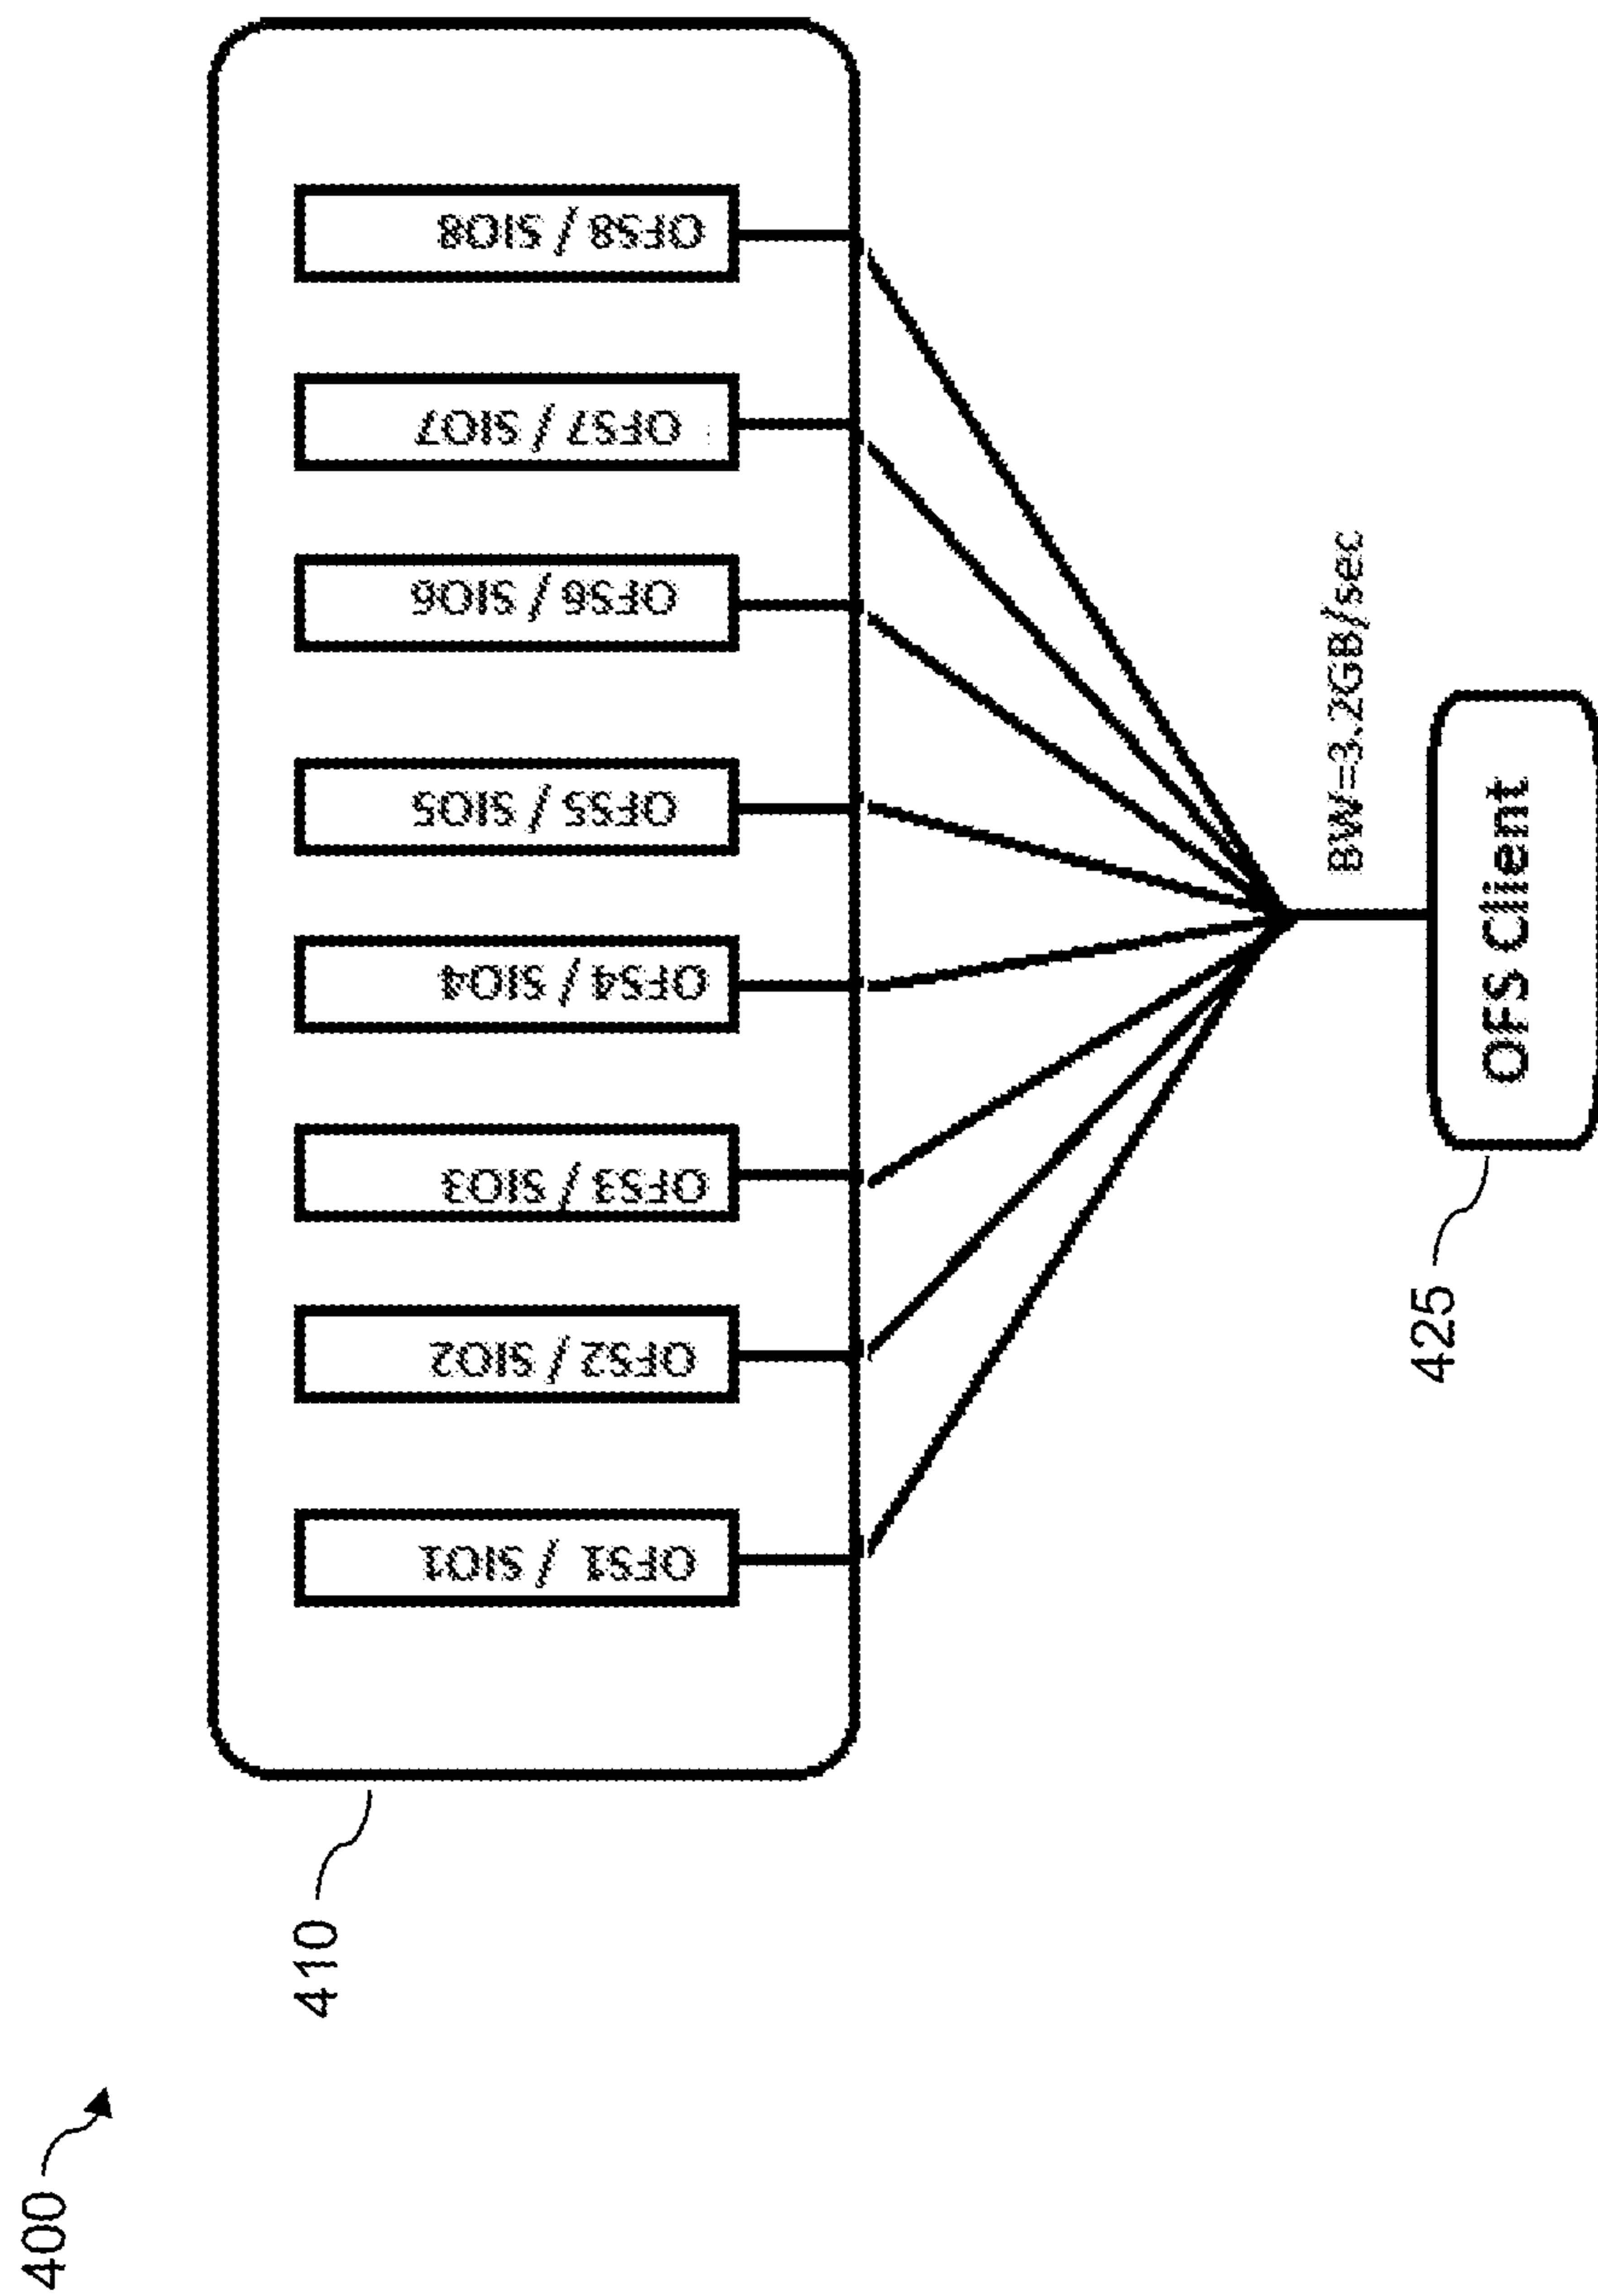 400
410
OFS1 / SIO1
OFS2 / SIO2
OFS3 / SIO3
OFS4 / SIO4
OFS5 / SIO5
OFS6 / SIO6
OFS7 / SIO7
OFS8 / SIO8
BW=3.2GB/sec
425
OFS Client